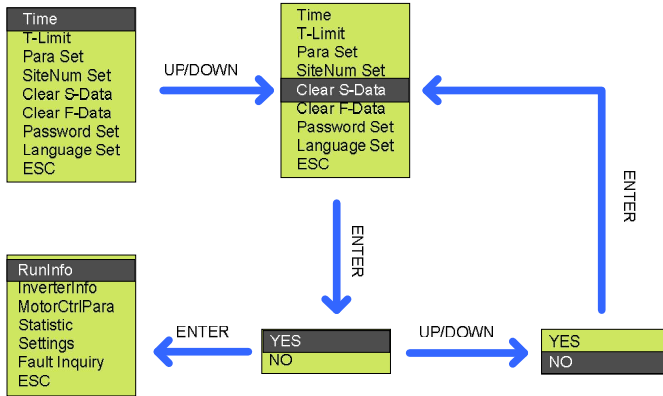 Time
T-Limit
Para Set
SiteNum Set
Clear S-Data
Clear F-Data
Password Set
Language Set
ESC
UP/DOWN
Time
T-Limit
Para Set
SiteNum Set
Clear S-Data
Clear F-Data
Password Set
Language Set
ESC
ENTER
ENTER
RunInfo
InverterInfo
MotorCtrlPara
Statistic
Settings
Fault Inquiry
ESC
ENTER
YES
NO
UP/DOWN
YES
NO